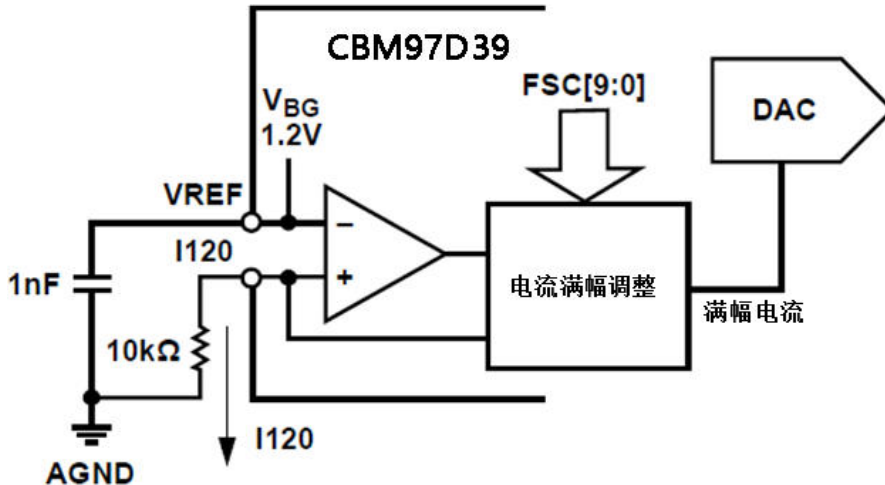 CBM97D39
FSC[9:0]
DAC
VBG
1.2V
VREF
I120
1nF
10kΩ
−
+
电流满幅调整
满幅电流
I120
AGND